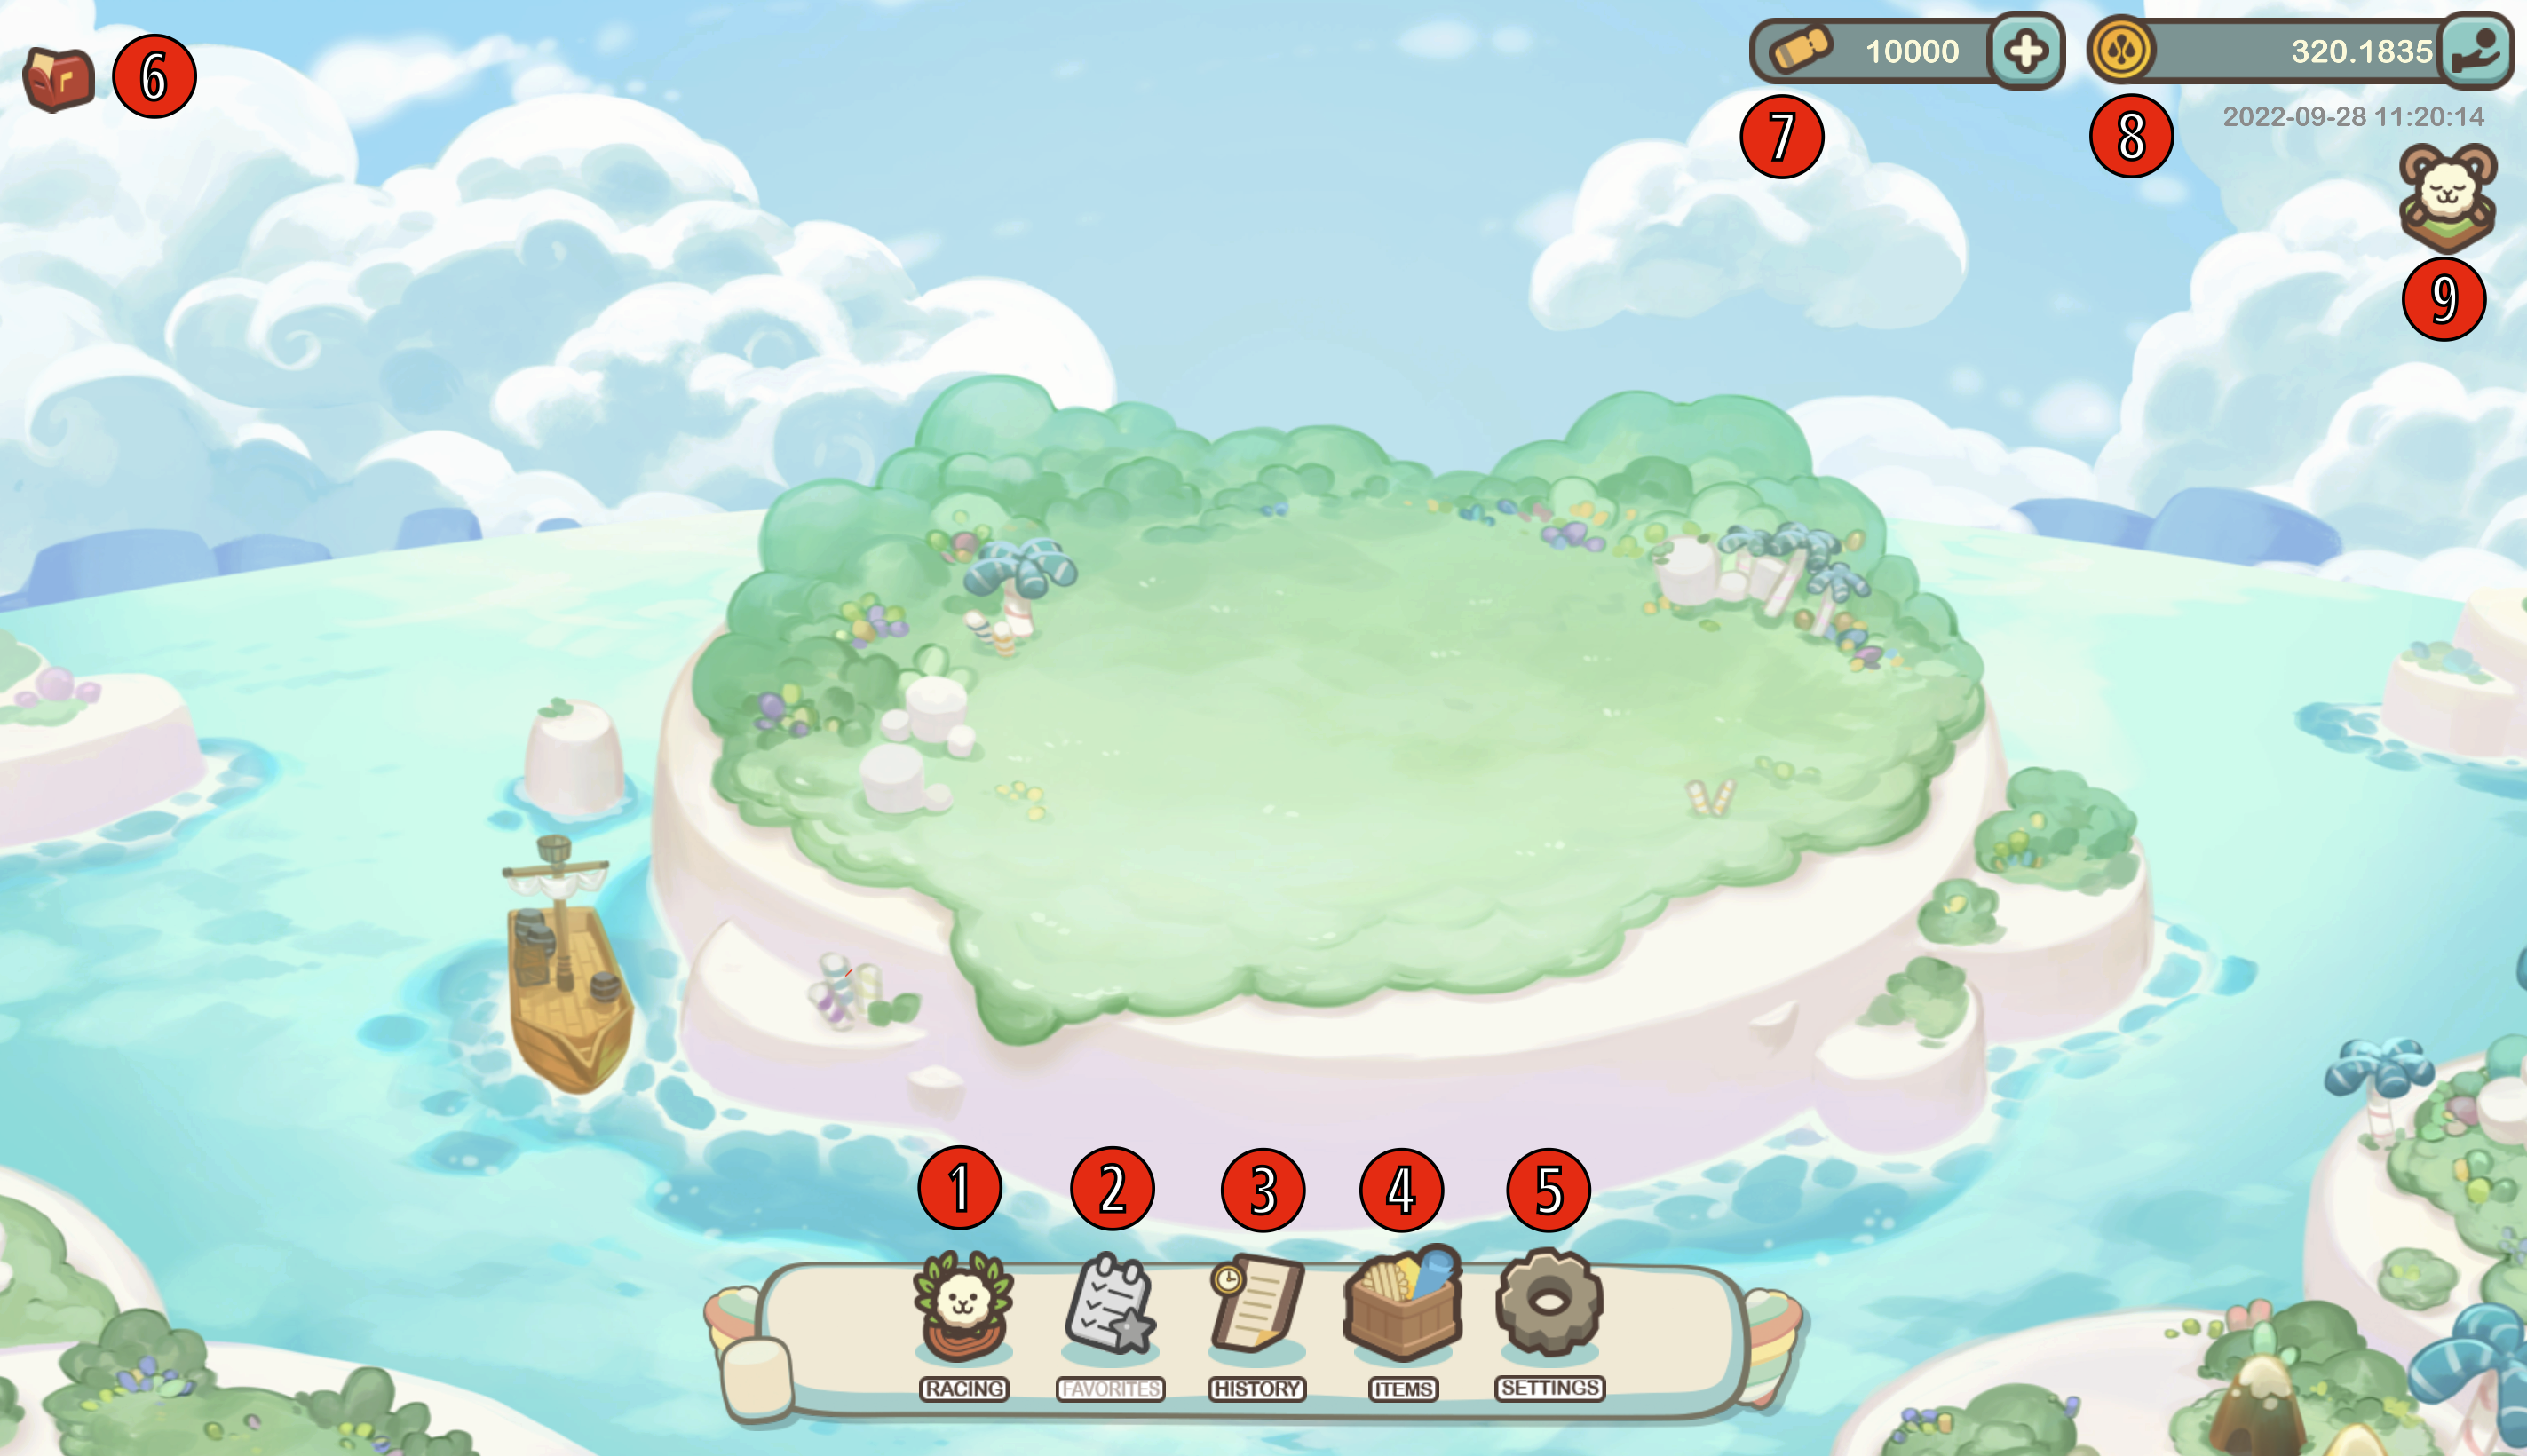 6
10000
320.1835
7
8
2022-09-28 11:20:14
9
1
2
3
4
5
RACING
FAVORITES
HISTORY
ITEMS
SETTINGS